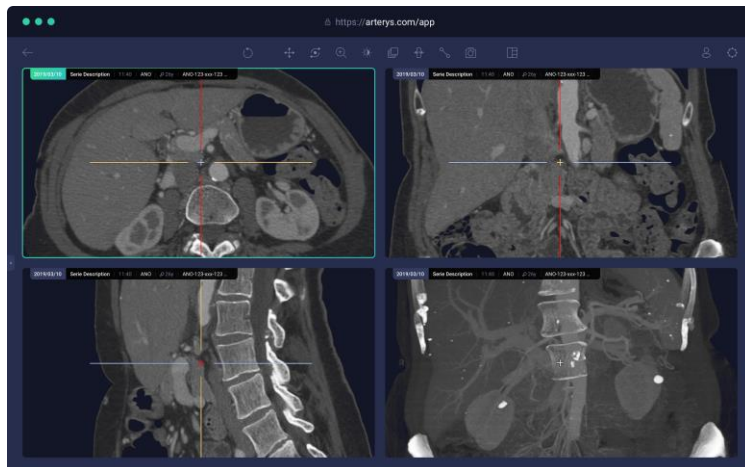 https://arterys.com/app
2019/03/10 Serie Description 11:40 ANO 26y ANO-123-xxx-123 ..
2019/03/10 Serie Description 11:40 ANO 26y ANO-123-xxx-123 ..
2019/03/10 Serie Description 11:40 ANO 26y ANO-123-xxx-123 ..
2019/03/10 Serie Description 11:40 ANO 26y ANO-123-xxx-123 ..